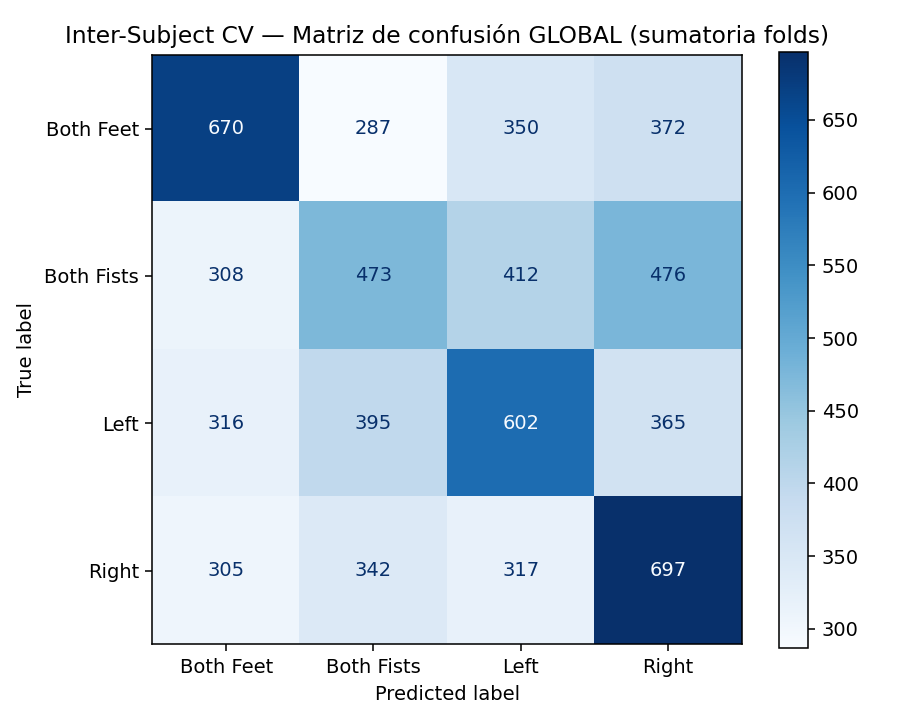 Inter-Subject CV — Matriz de confusión GLOBAL (sumatoria folds)
True label
Both Feet 670 287 350 372
Both Fists 308 473 412 476
Left 316 395 602 365
Right 305 342 317 697
Both Feet Both Fists Left Right
Predicted label
650
600
550
500
450
400
350
300